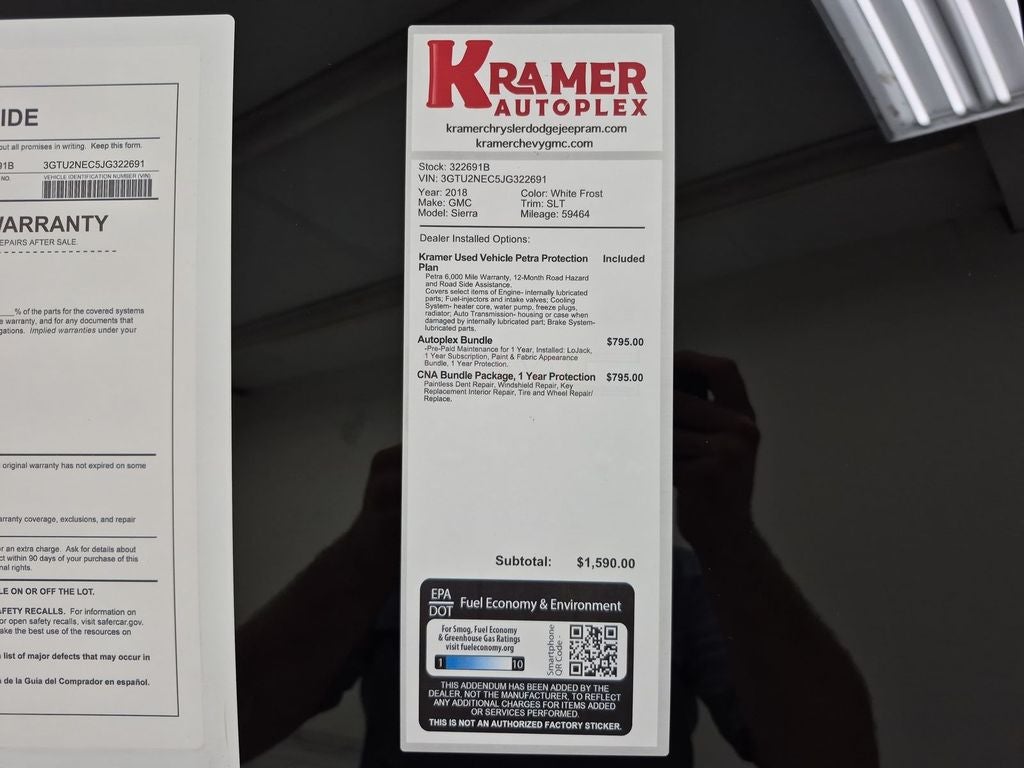 IDE
out all promises in writing. Keep this form.
91B 3GTU2NEC5JG322691
NO. VEHICLE IDENTIFICATION NUMBER (VIN)
WARRANTY
EPAIRS AFTER SALE.
% of the parts for the covered systems
e warranty, and for any documents that
gations. Implied warranties under your
original warranty has not expired on some
arranty coverage, exclusions, and repair
or an extra charge. Ask for details about
ct within 90 days of your purchase of this
nal rights.
LE ON OR OFF THE LOT.
AFETY RECALLS. For information on
or open safety recalls, visit safercar.gov.
ake the best use of the resources on
list of major defects that may occur in
de la Guia del Comprador en español.
KRAMER
AUTOPLEX
kramerchryslerdodgejeepram.com
kramerchevygmc.com
Stock: 322691B
VIN: 3GTU2NEC5JG322691
Year: 2018 Color: White Frost
Make: GMC Trim: SLT
Model: Sierra Mileage: 59464
Dealer Installed Options:
Kramer Used Vehicle Petra Protection Included
Plan
Petra 6,000 Mile Warranty, 12-Month Road Hazard
and Road Side Assistance.
Covers select items of Engine- internally lubricated
parts; Fuel-injectors and intake valves; Cooling
System- heater core, water pump, freeze plugs,
radiator; Auto Transmission- housing or case when
damaged by internally lubricated part; Brake System-
lubricated parts.
Autoplex Bundle $795.00
-Pre-Paid Maintenance for 1 Year, Installed: LoJack,
1 Year Subscription, Paint & Fabric Appearance
Bundle, 1 Year Protection.
CNA Bundle Package, 1 Year Protection $795.00
Paintless Dent Repair, Windshield Repair, Key
Replacement Interior Repair, Tire and Wheel Repair/
Replace.
Subtotal: $1,590.00
EPA
DOT Fuel Economy & Environment
For Smog, Fuel Economy
& Greenhouse Gas Ratings
visit fueleconomy.org
1 10
Smartphone
QR Code -
THIS ADDENDUM HAS BEEN ADDED BY THE
DEALER, NOT THE MANUFACTURER, TO REFLECT
ANY ADDITIONAL CHARGES FOR ITEMS ADDED
OR SERVICES PERFORMED.
THIS IS NOT AN AUTHORIZED FACTORY STICKER.